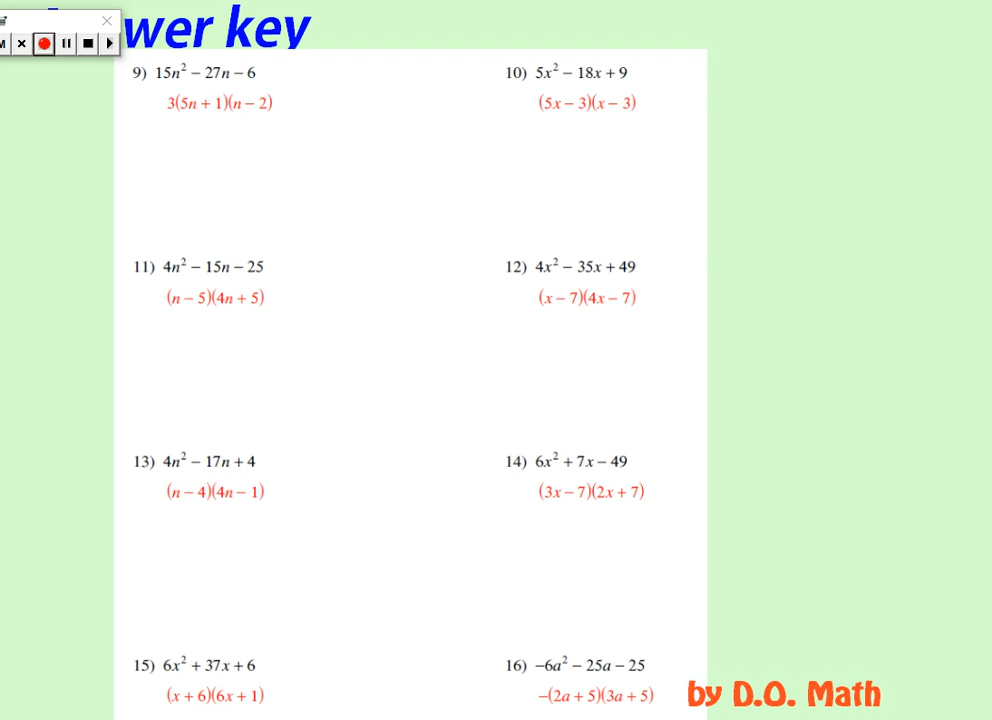 wer key
9) 15n² − 27n − 6
3(5n + 1)(n − 2)
10) 5x² − 18x + 9
(5x − 3)(x − 3)
11) 4n² − 15n − 25
(n − 5)(4n + 5)
12) 4x² − 35x + 49
(x − 7)(4x − 7)
13) 4n² − 17n + 4
(n − 4)(4n − 1)
14) 6x² + 7x − 49
(3x − 7)(2x + 7)
15) 6x² + 37x + 6
(x + 6)(6x + 1)
16) −6a² − 25a − 25
−(2a + 5)(3a + 5)
by D.O. Math